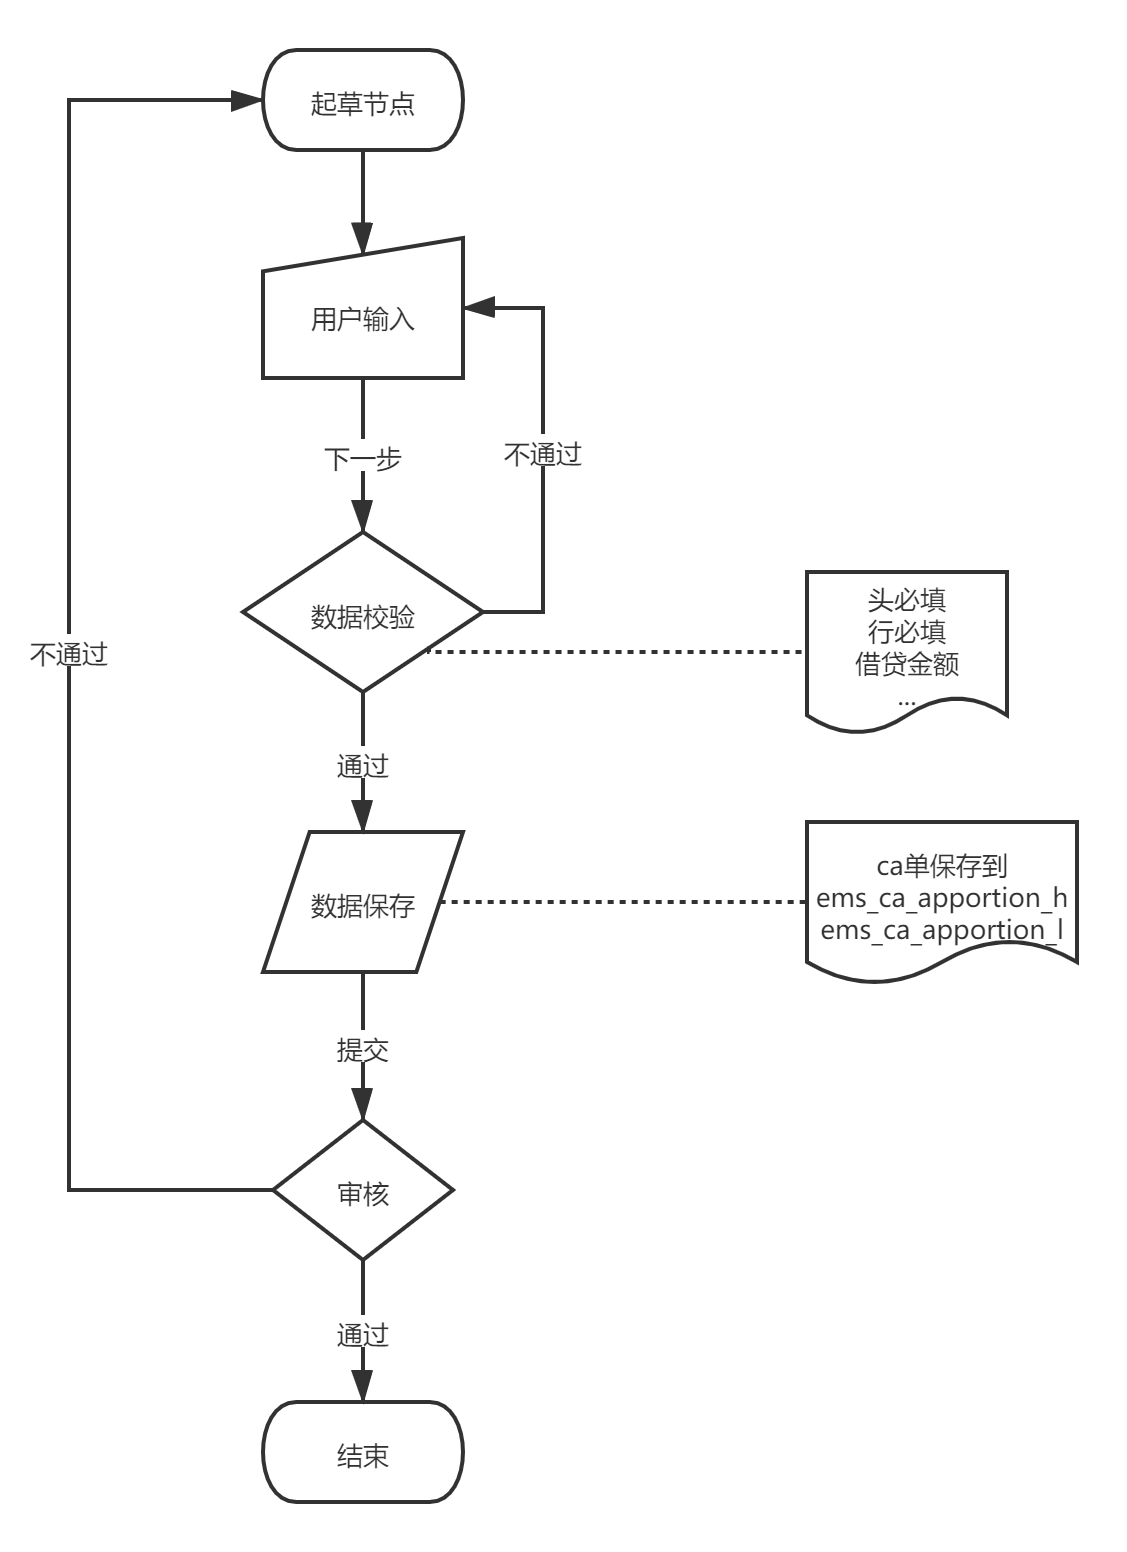 起草节点
用户输入
下一步
不通过
数据校验
头必填
行必填
借贷金额
...
不通过
通过
数据保存
ca单保存到
ems_ca_apportion_h
ems_ca_apportion_l
提交
审核
通过
结束